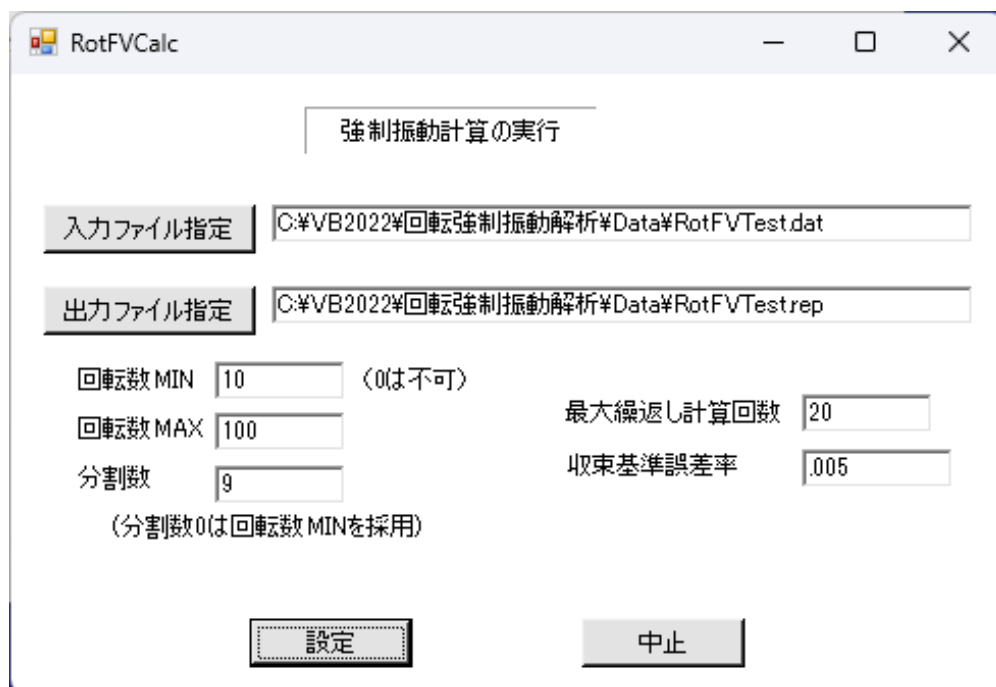 RotFVCalc
強制振動計算の実行
入力ファイル指定 C:¥VB2022¥回転強制振動解析¥Data¥RotFVTest.dat
出力ファイル指定 C:¥VB2022¥回転強制振動解析¥Data¥RotFVTest.rep
回転数MIN 10 (0は不可)
最大繰返し計算回数 20
回転数MAX 100
収束基準誤差率 .005
分割数 9
(分割数0は回転数MINを採用)
設定 中止